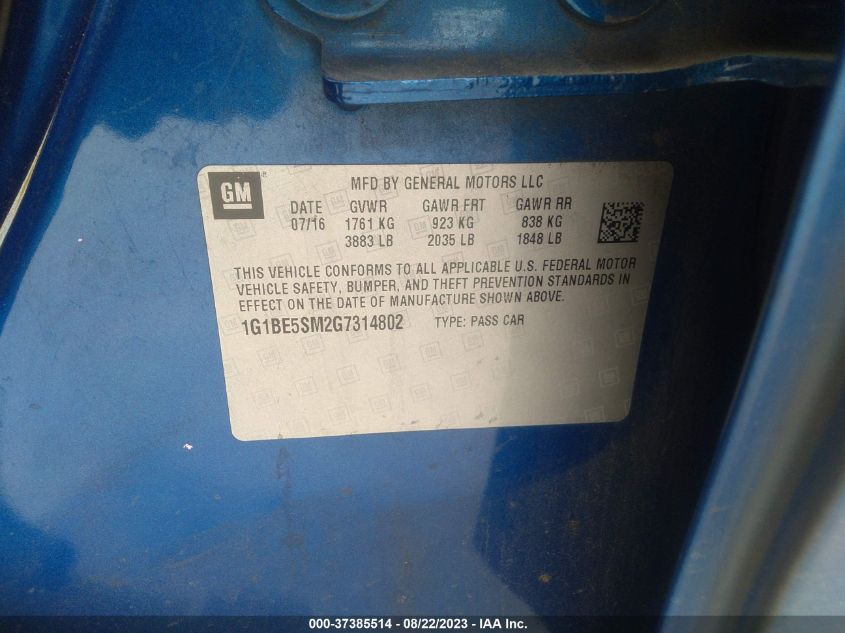 GM
MFD BY GENERAL MOTORS LLC
DATE GVWR GAWR FRT GAWR RR
07/16 1761 KG 923 KG 838 KG
3883 LB 2035 LB 1848 LB
THIS VEHICLE CONFORMS TO ALL APPLICABLE U.S. FEDERAL MOTOR
VEHICLE SAFETY, BUMPER, AND THEFT PREVENTION STANDARDS IN
EFFECT ON THE DATE OF MANUFACTURE SHOWN ABOVE.
1G1BE5SM2G7314802 TYPE: PASS CAR
000-37385514 - 08/22/2023 - IAA Inc.